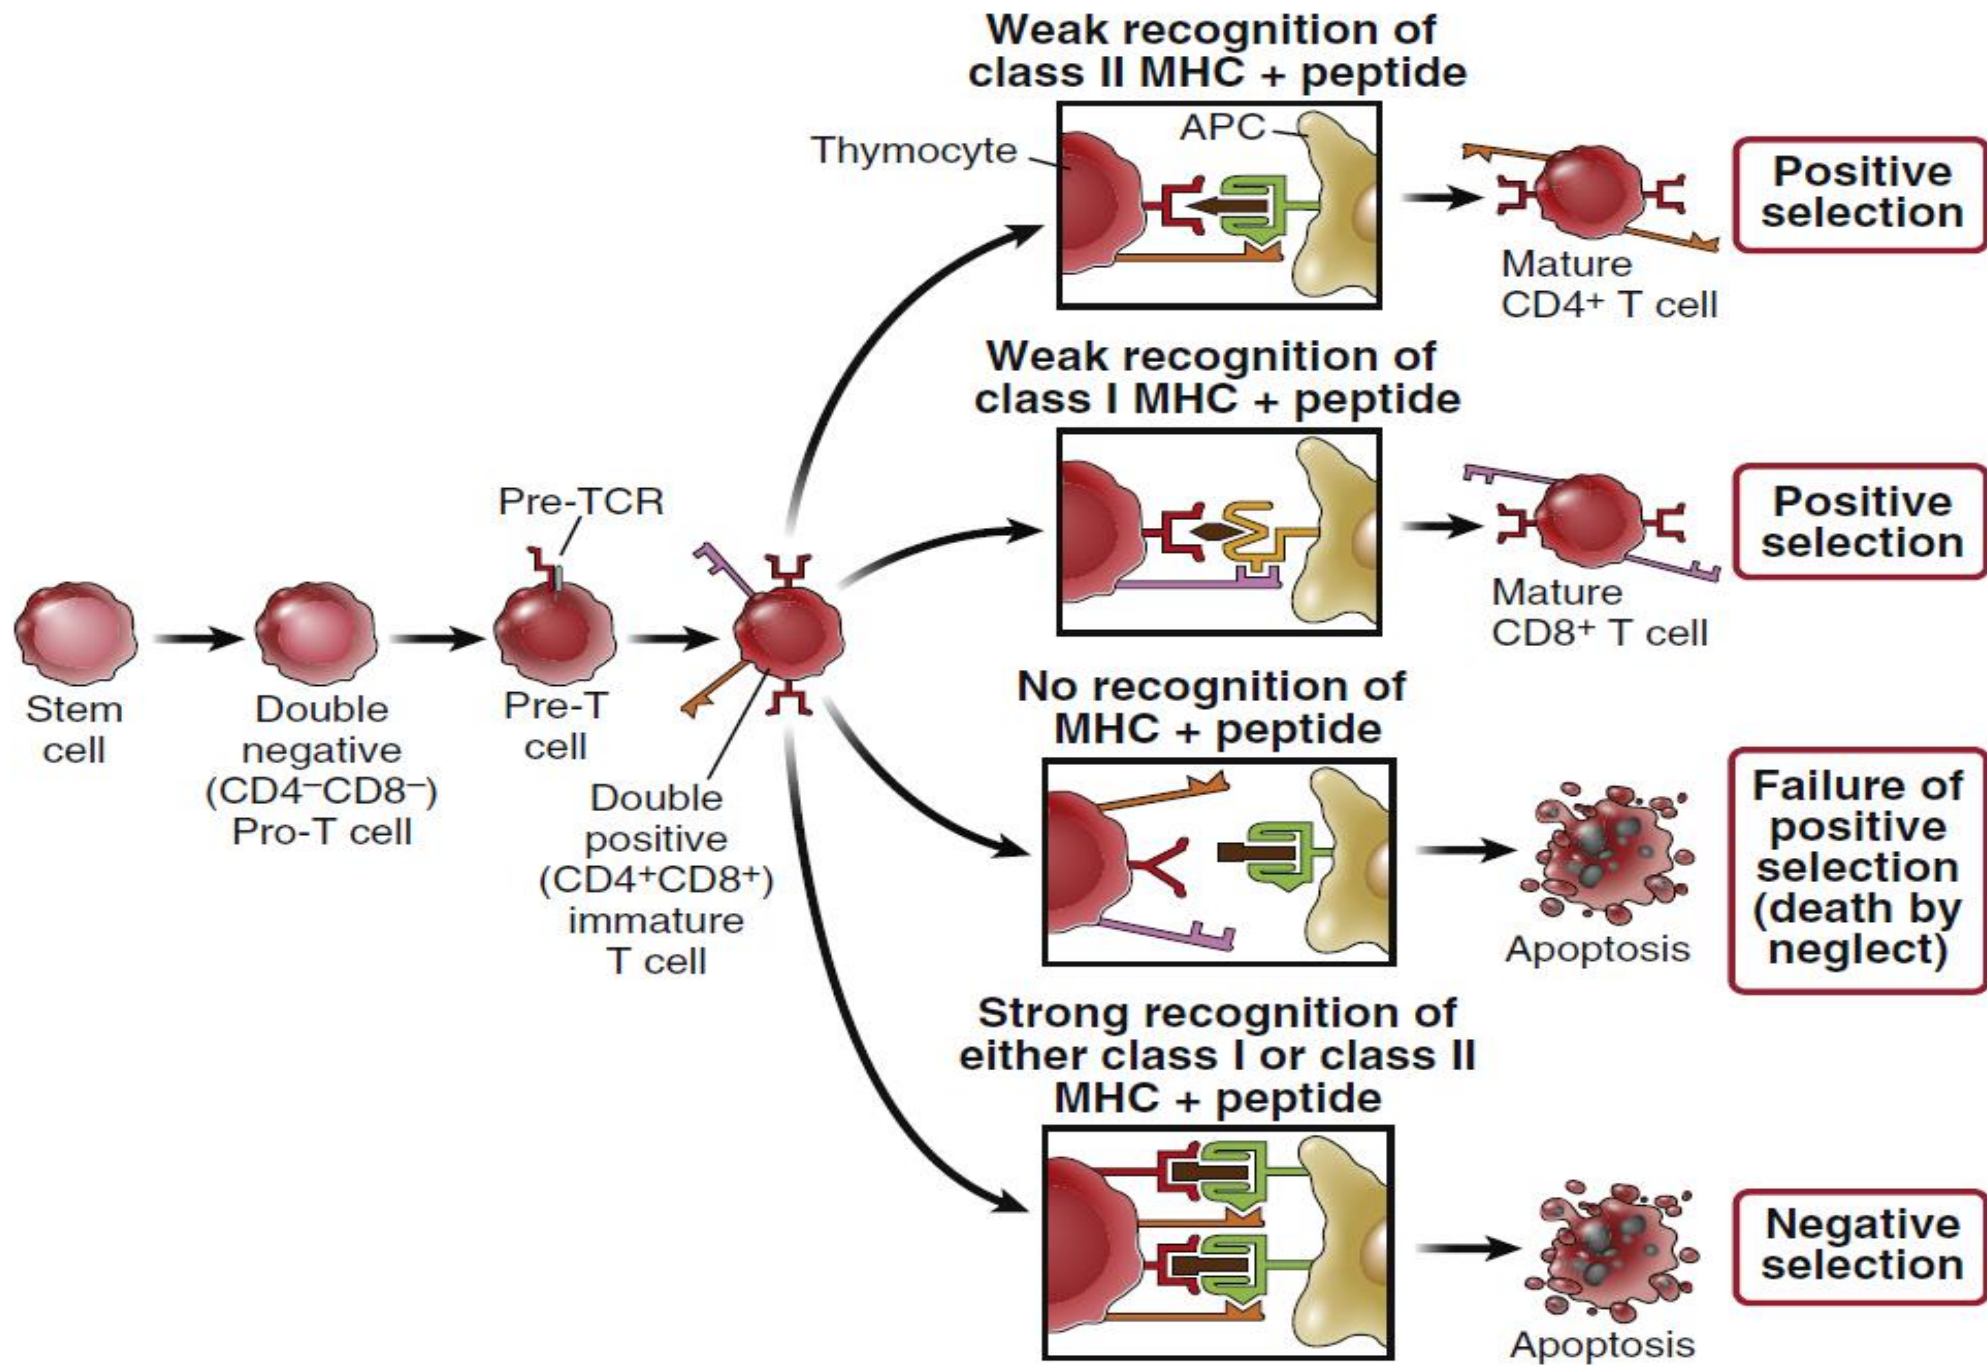 Weak recognition of
class II MHC + peptide
Thymocyte
APC
Mature
CD4⁺ T cell
Positive
selection
Weak recognition of
class I MHC + peptide
Mature
CD8⁺ T cell
Positive
selection
Pre-TCR
Stem
cell
Double
negative
(CD4⁻CD8⁻)
Pro-T cell
Pre-T
cell
Double
positive
(CD4⁺CD8⁺)
immature
T cell
No recognition of
MHC + peptide
Apoptosis
Failure of
positive
selection
(death by
neglect)
Strong recognition of
either class I or class II
MHC + peptide
Apoptosis
Negative
selection